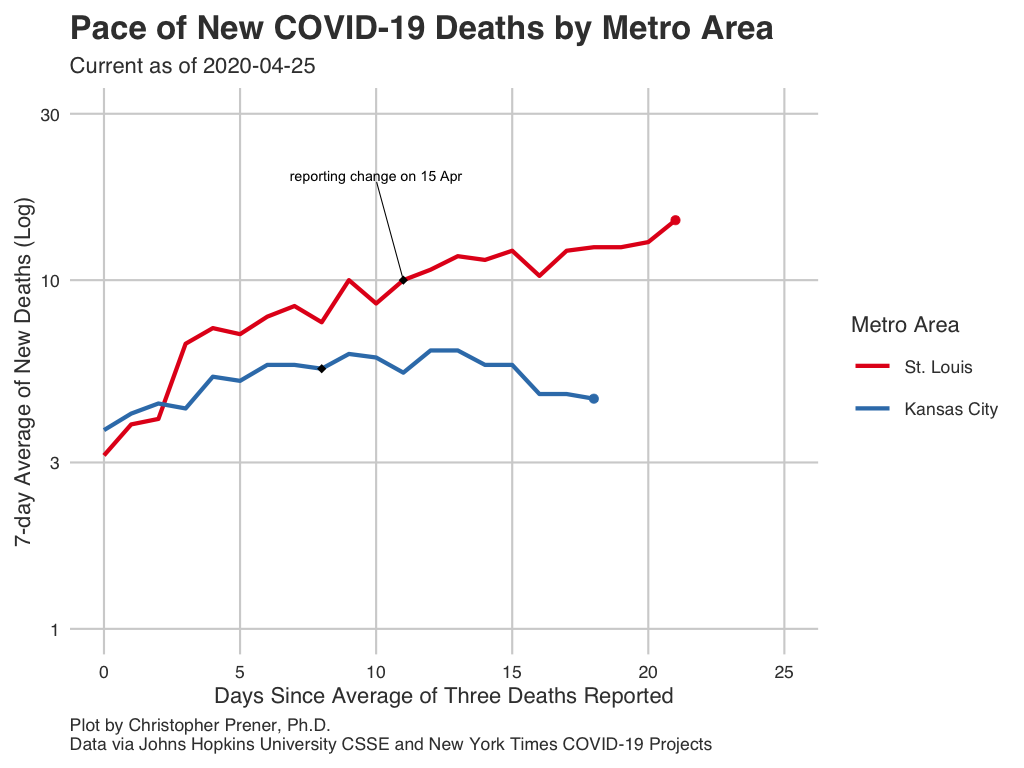 Pace of New COVID-19 Deaths by Metro Area
Current as of 2020-04-25
30
10
3
1
7-day Average of New Deaths (Log)
reporting change on 15 Apr
0 5 10 15 20 25
Days Since Average of Three Deaths Reported
Metro Area
St. Louis
Kansas City
Plot by Christopher Prener, Ph.D.
Data via Johns Hopkins University CSSE and New York Times COVID-19 Projects